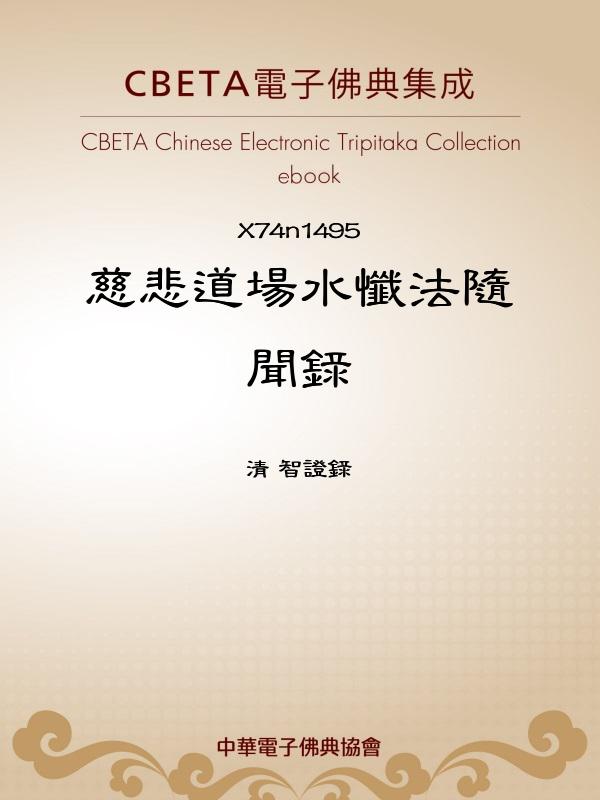 CBETA電子佛典集成
CBETA Chinese Electronic Tripitaka Collection
ebook
X74n1495
慈悲道場水懺法隨
聞錄
清 智證錄
中華電子佛典協會